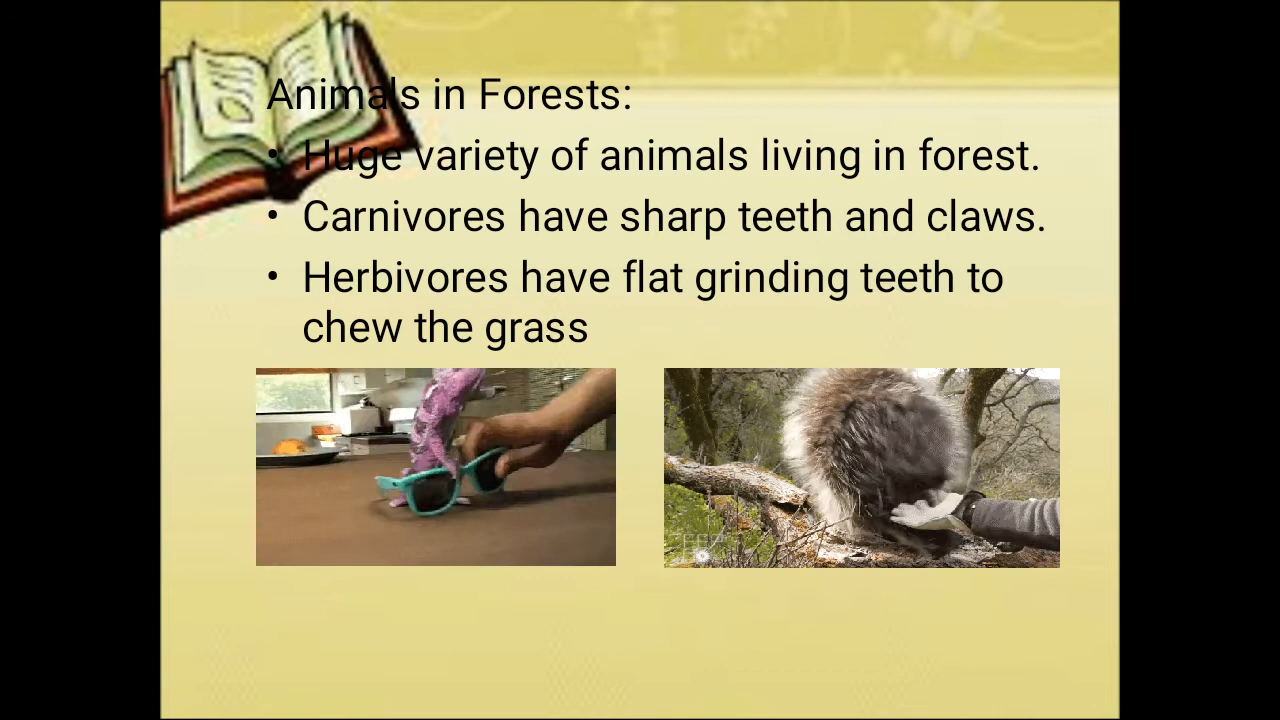 Animals in Forests:
• Huge variety of animals living in forest.
• Carnivores have sharp teeth and claws.
• Herbivores have flat grinding teeth to
chew the grass